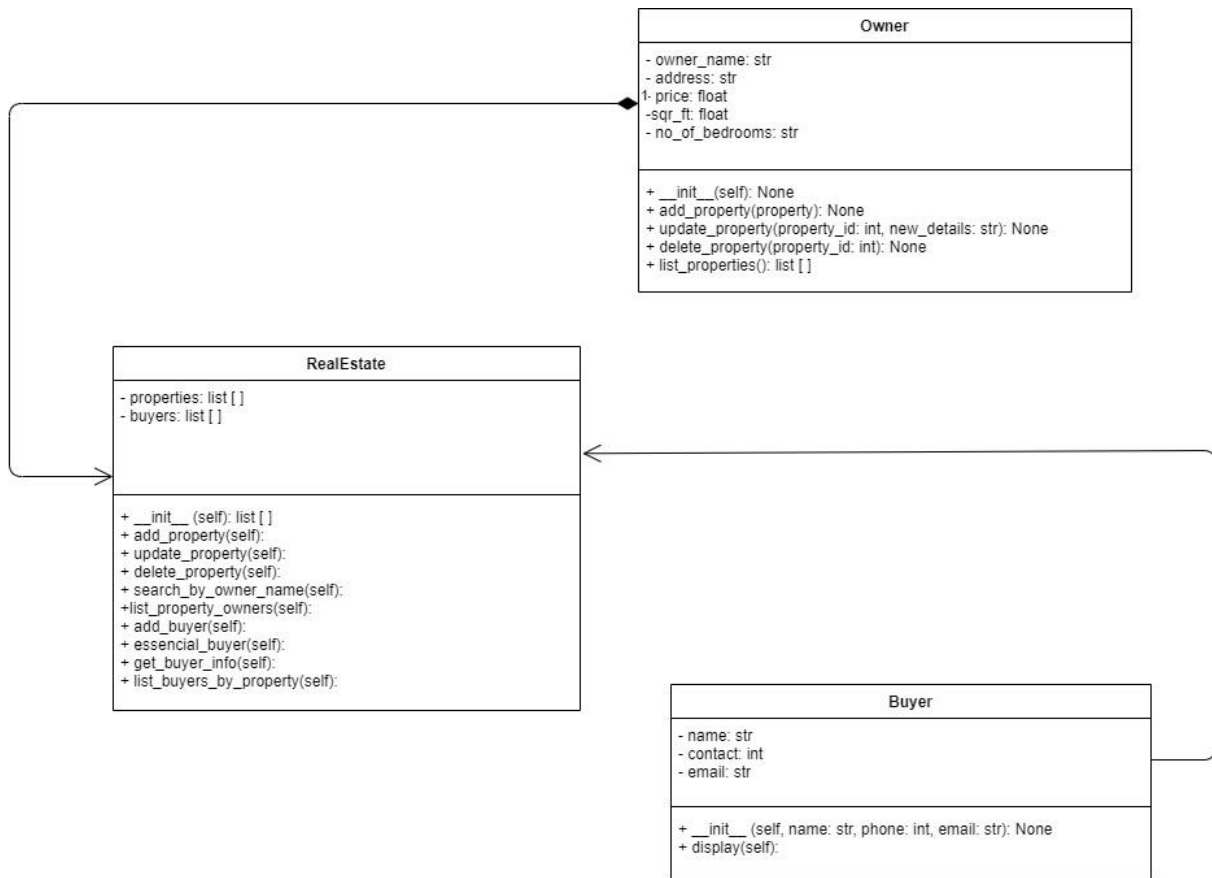 Owner
- owner_name: str
- address: str
1- price: float
-sqr_ft: float
- no_of_bedrooms: str
+ __init__(self): None
+ add_property(property): None
+ update_property(property_id: int, new_details: str): None
+ delete_property(property_id: int): None
+ list_properties(): list [ ]
RealEstate
- properties: list [ ]
- buyers: list [ ]
+ __init__ (self): list [ ]
+ add_property(self):
+ update_property(self):
+ delete_property(self):
+ search_by_owner_name(self):
+list_property_owners(self):
+ add_buyer(self):
+ essencial_buyer(self):
+ get_buyer_info(self):
+ list_buyers_by_property(self):
Buyer
- name: str
- contact: int
- email: str
+ __init__ (self, name: str, phone: int, email: str): None
+ display(self):